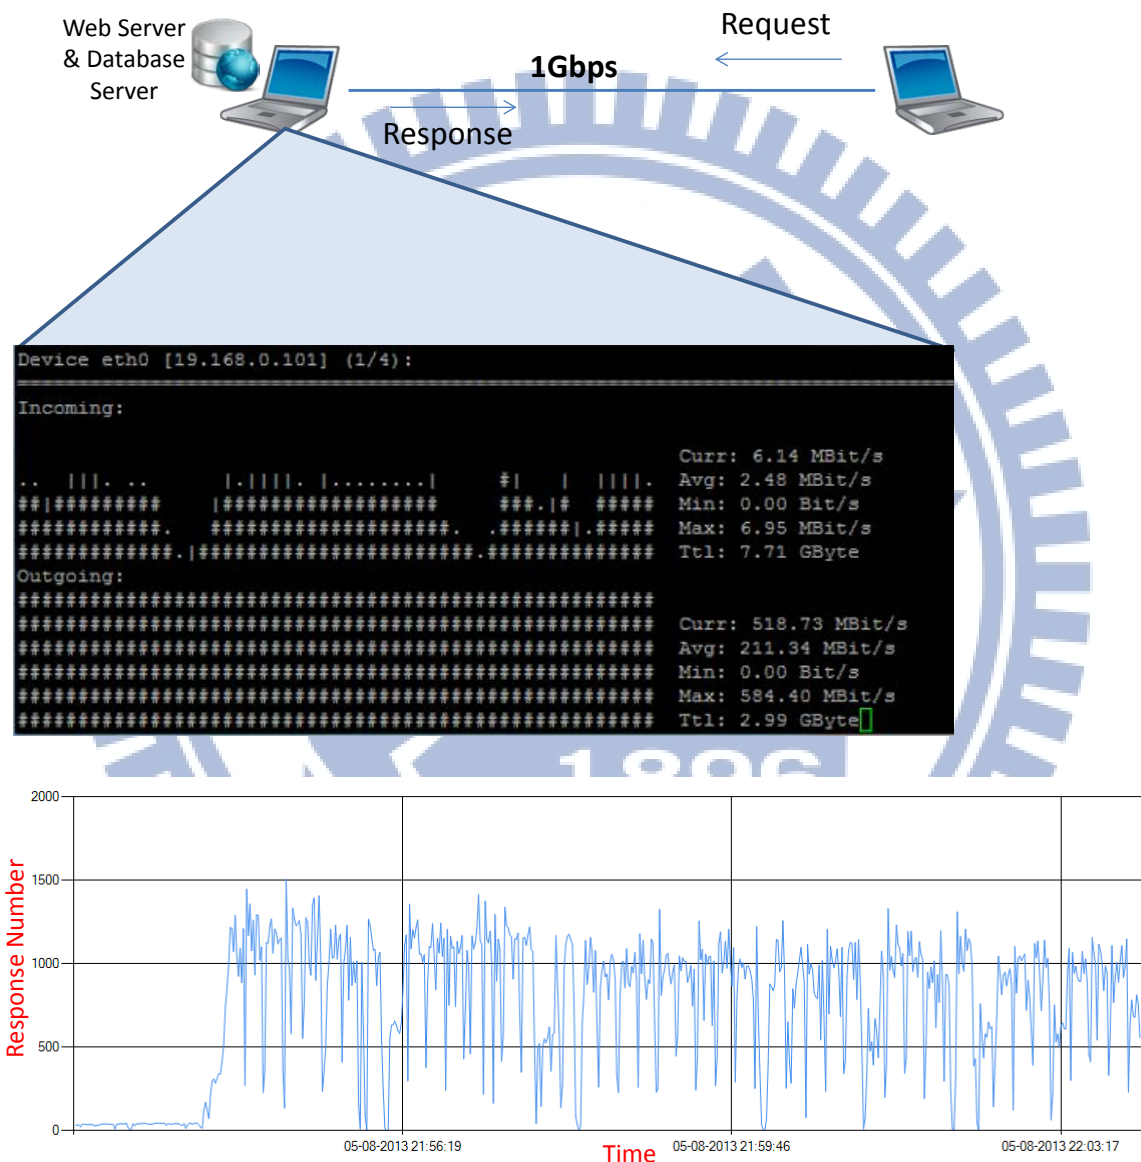 Web Server
& Database
Server
Request
1Gbps
Response
Device eth0 [19.168.0.101] (1/4):
Incoming:
Curr: 6.14 MBit/s
Avg: 2.48 MBit/s
Min: 0.00 Bit/s
Max: 6.95 MBit/s
Ttl: 7.71 GByte
Outgoing:
Curr: 518.73 MBit/s
Avg: 211.34 MBit/s
Min: 0.00 Bit/s
Max: 584.40 MBit/s
Ttl: 2.99 GByte
1896
2000
1500
1000
500
0
Response Number
05-08-2013 21:56:19
05-08-2013 21:59:46
05-08-2013 22:03:17
Time